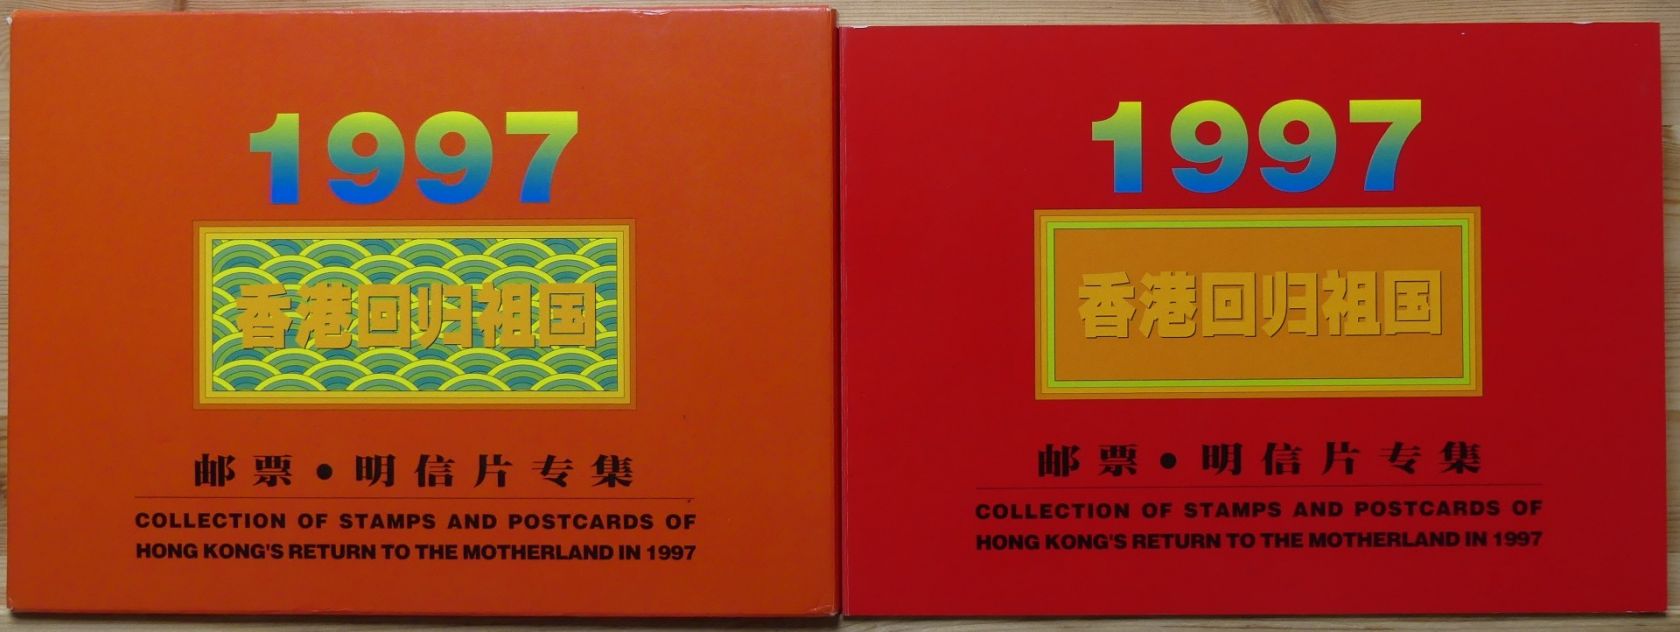 1997
香港回归祖国
邮票·明信片专集
COLLECTION OF STAMPS AND POSTCARDS OF
HONG KONG'S RETURN TO THE MOTHERLAND IN 1997
1997
香港回归祖国
邮票·明信片专集
COLLECTION OF STAMPS AND POSTCARDS OF
HONG KONG'S RETURN TO THE MOTHERLAND IN 1997